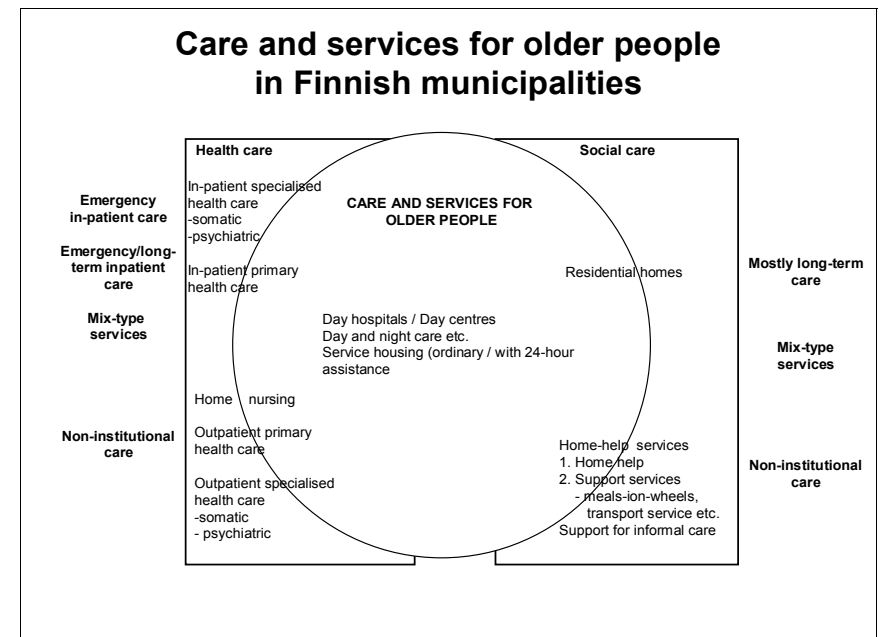 Care and services for older people
in Finnish municipalities
Health care
Social care
Emergency
in-patient care
In-patient specialised
health care
-somatic
-psychiatric
CARE AND SERVICES FOR
OLDER PEOPLE
Emergency/long-
term inpatient
care
In-patient primary
health care
Residential homes
Mostly long-term
care
Mix-type
services
Day hospitals / Day centres
Day and night care etc.
Service housing (ordinary / with 24-hour
assistance
Mix-type
services
Non-institutional
care
Home nursing
Outpatient primary
health care
Outpatient specialised
health care
-somatic
- psychiatric
Home-help services
1. Home help
2. Support services
- meals-ion-wheels,
transport service etc.
Support for informal care
Non-institutional
care